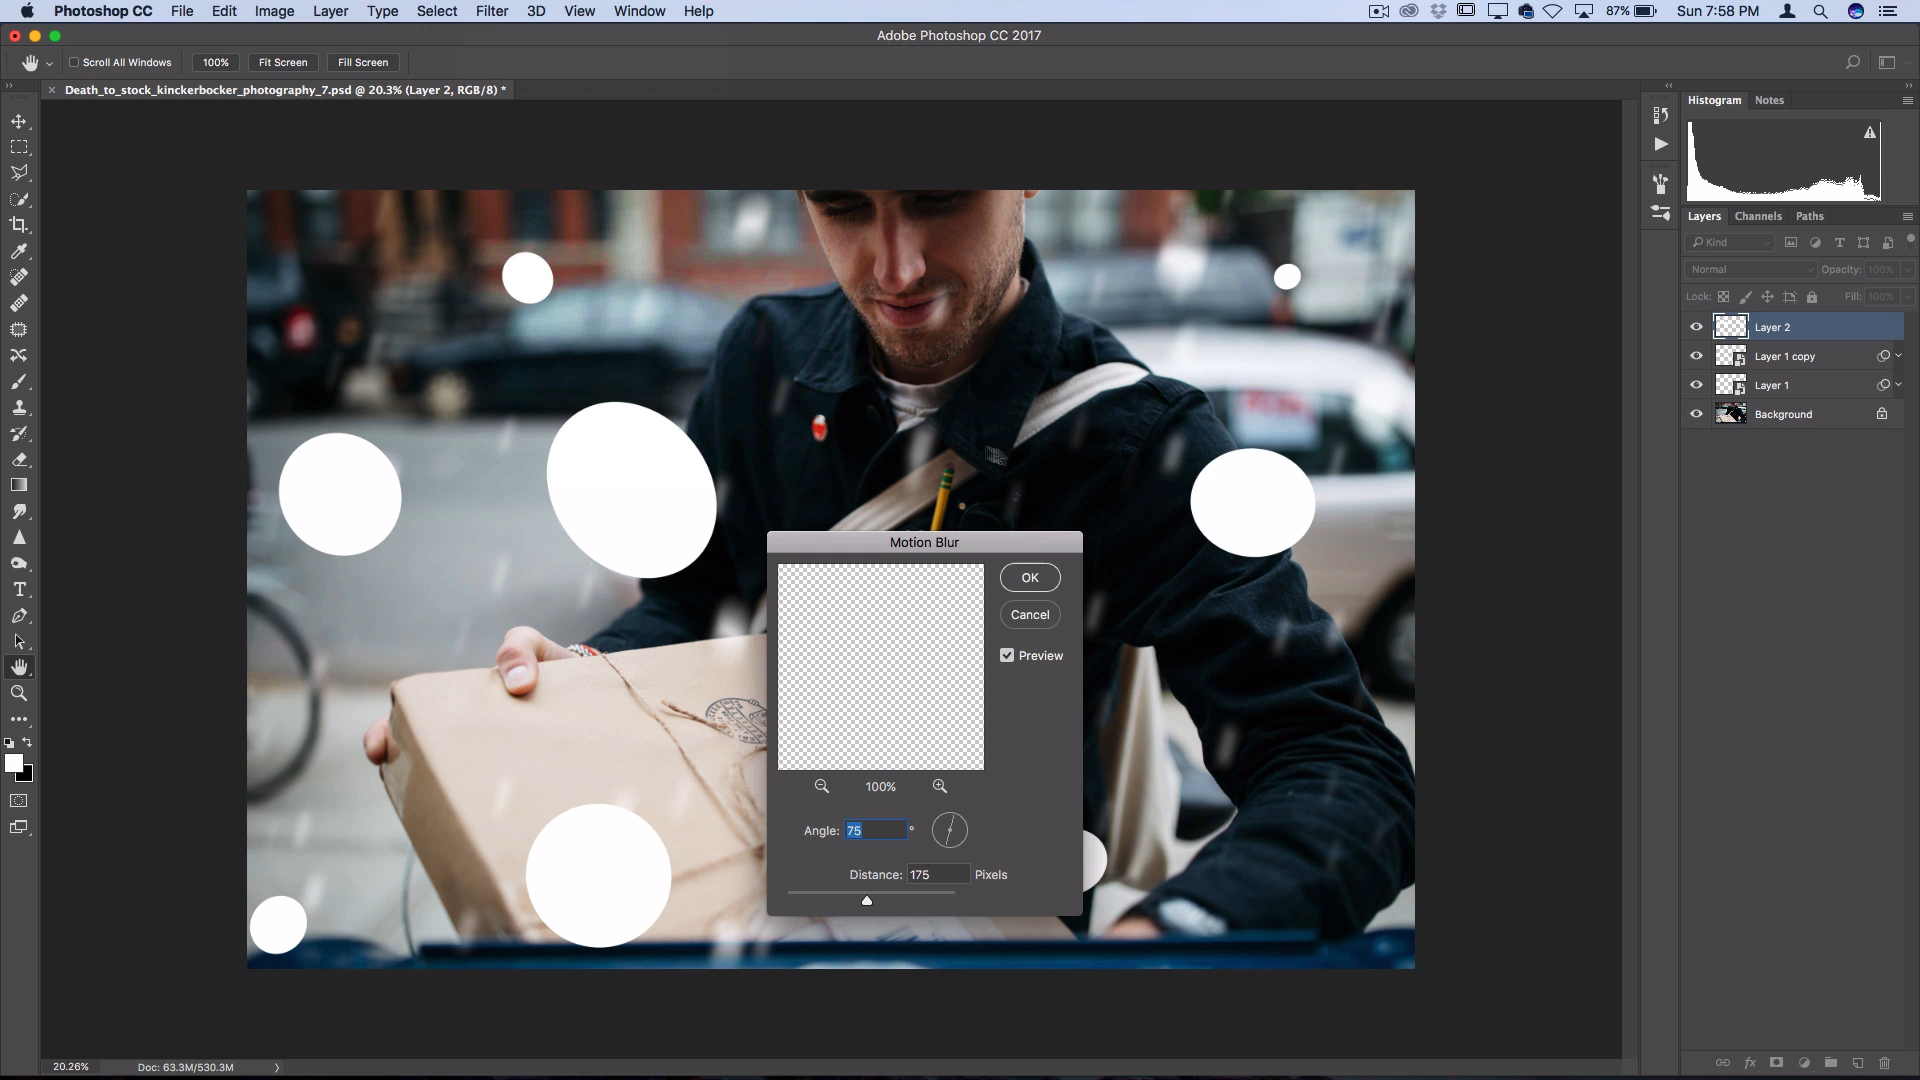 Photoshop CC File Edit Image Layer Type Select Filter 3D View Window Help 87% Sun 7:58 PM
Adobe Photoshop CC 2017
Scroll All Windows 100% Fit Screen Fill Screen
Death_to_stock_kinckerbocker_photography_7.psd @ 20.3% (Layer 2, RGB/8) *
Histogram Notes
Layers Channels Paths
Kind
Normal Opacity: 100%
Lock: Fill: 100%
Layer 2
Layer 1 copy
Layer 1
Background
Motion Blur
OK
Cancel
Preview
100%
Angle: 75 °
Distance: 175 Pixels
20.26% Doc: 63.3M/530.3M